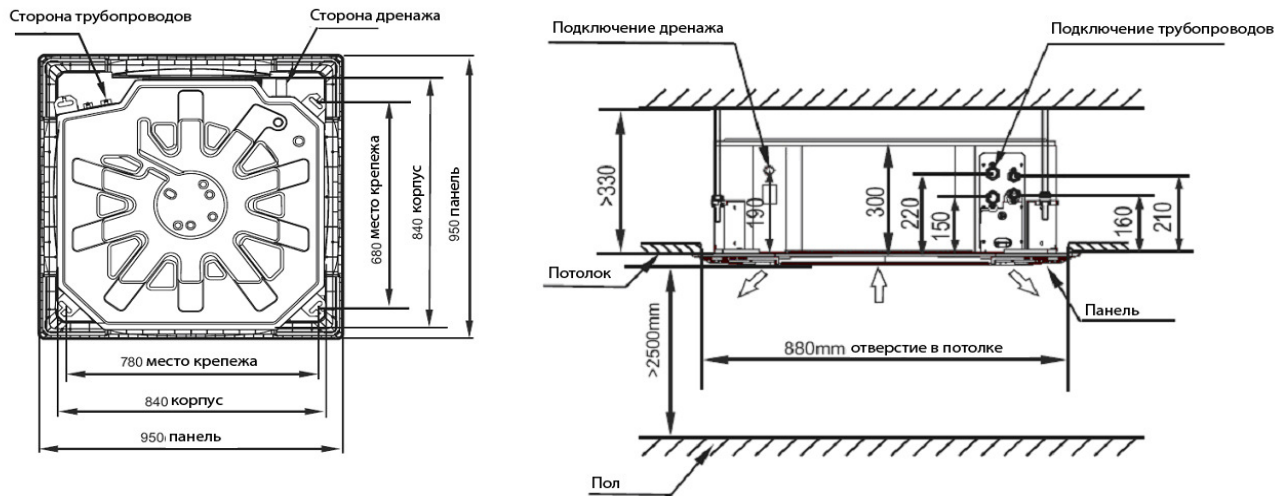 Сторона трубопроводов
Сторона дренажа
680 место крепежа
840 корпус
950 панель
780 место крепежа
840 корпус
950 панель
Подключение дренажа
Подключение трубопроводов
>330
190
300
220
150
160
210
Потолок
Панель
>2500mm
880mm отверстие в потолке
Пол